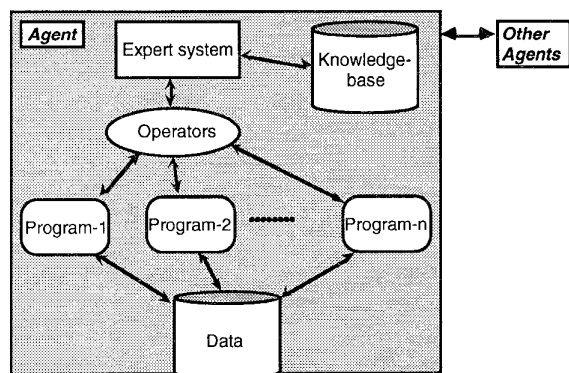 Agent
Expert system
Knowledge-
base
Other
Agents
Operators
Program-1
Program-2
Program-n
Data